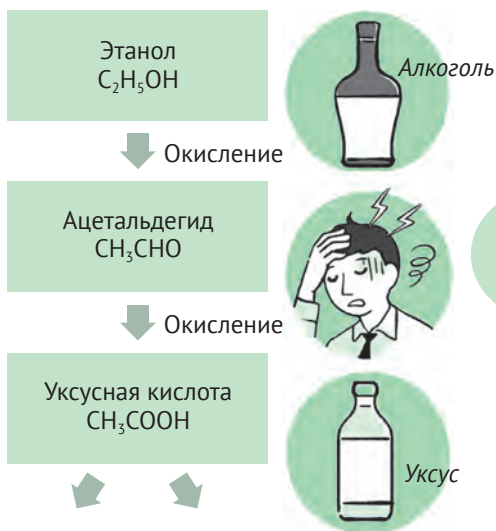 Этанол
C₂H₅OH
Алкоголь
Окисление
Ацетальдегид
CH₃CHO
Окисление
Уксусная кислота
CH₃COOH
Уксус